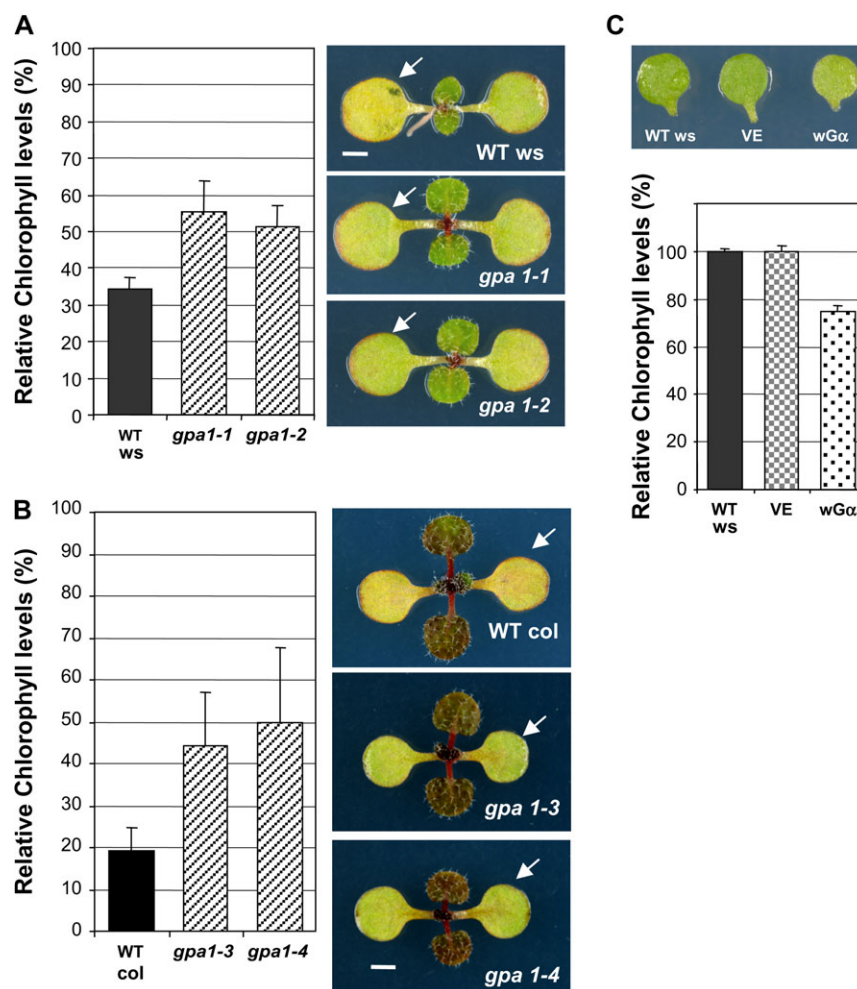 A
Relative Chlorophyll levels (%)
100
90
80
70
60
50
40
30
20
10
0
WT
ws
gpa1-1
gpa1-2
WT ws
gpa 1-1
gpa 1-2
B
Relative Chlorophyll levels (%)
100
90
80
70
60
50
40
30
20
10
0
WT
col
gpa1-3
gpa1-4
WT col
gpa 1-3
gpa 1-4
C
WT ws
VE
wGα
Relative Chlorophyll levels (%)
100
80
60
40
20
0
WT
ws
VE
wGα